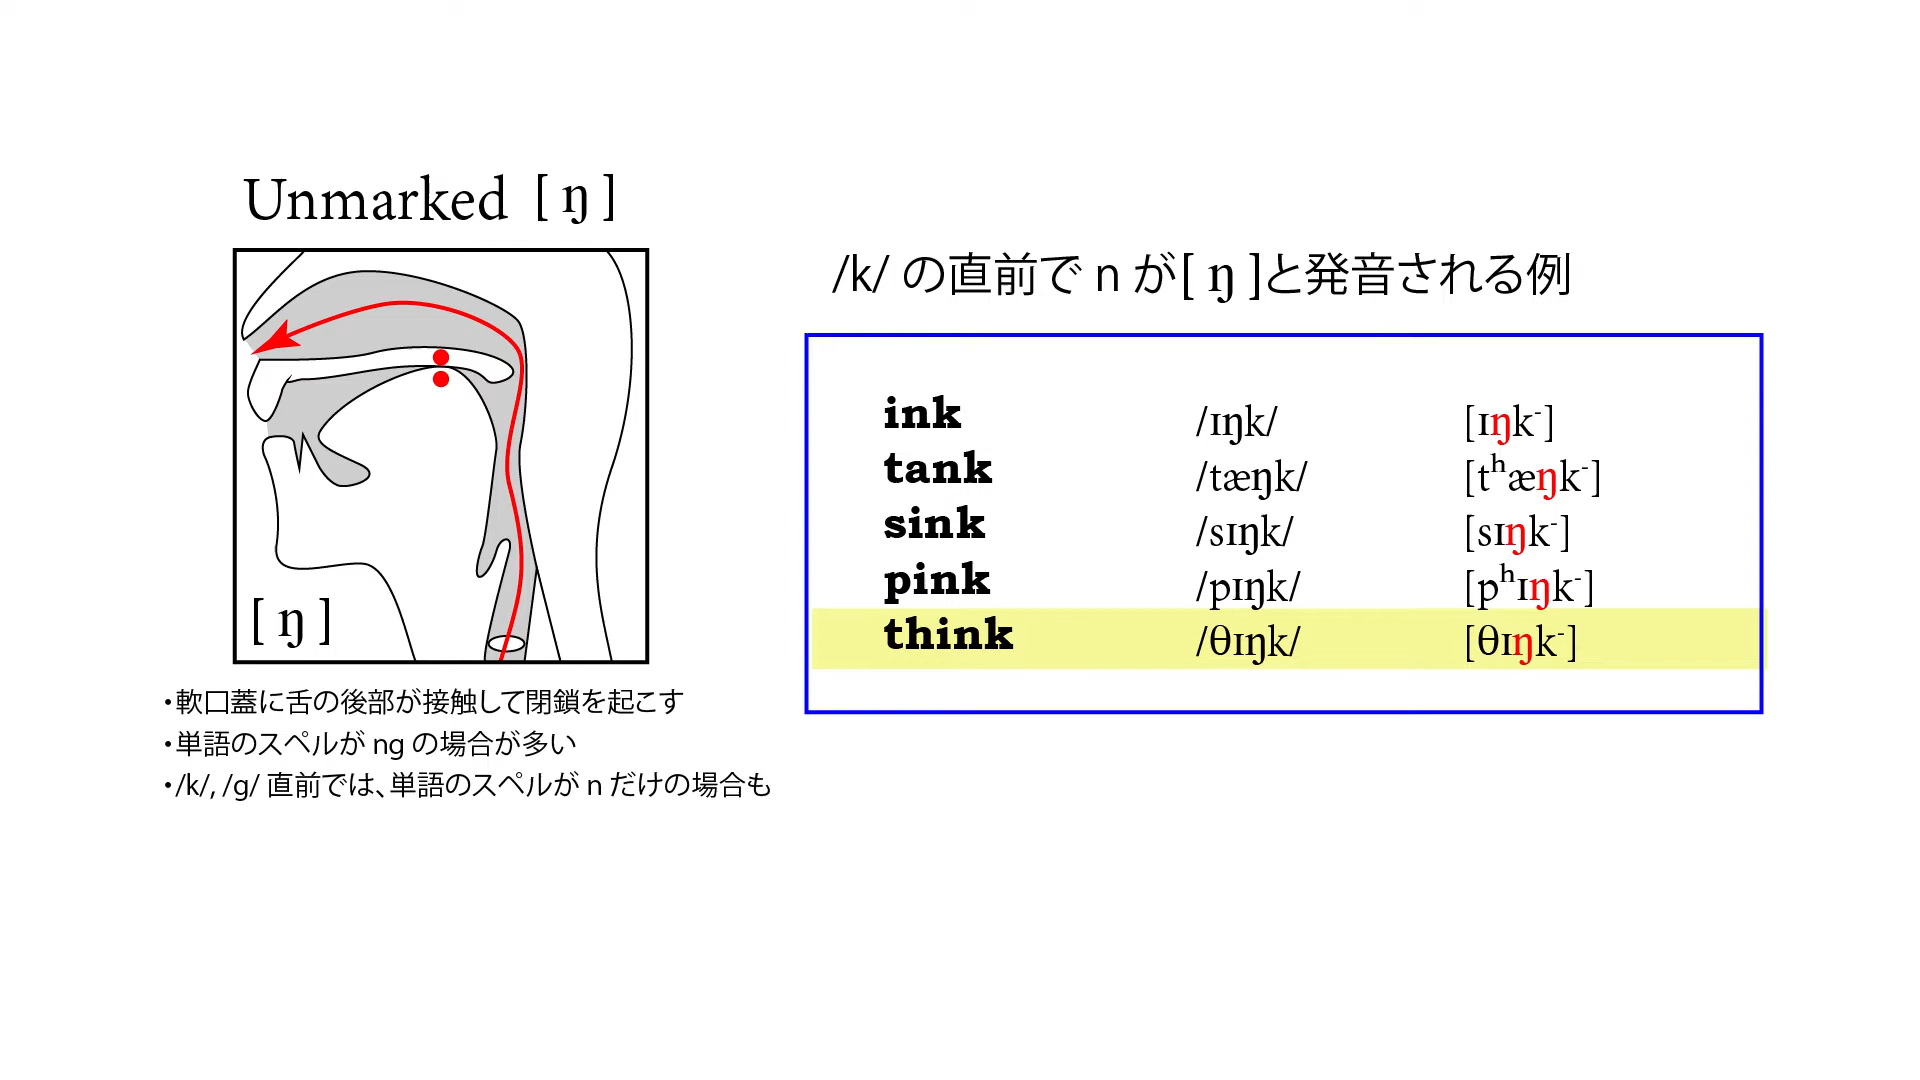 Unmarked [ ŋ ]
[ ŋ ]
・軟口蓋に舌の後部が接触して閉鎖を起こす
・単語のスペルが ng の場合が多い
・/k/, /g/ 直前では、単語のスペルが n だけの場合も
/k/ の直前で n が[ ŋ ]と発音される例
ink /ɪŋk/ [ɪŋk˺]
tank /tæŋk/ [tʰæŋk˺]
sink /sɪŋk/ [sɪŋk˺]
pink /pɪŋk/ [pʰɪŋk˺]
think /θɪŋk/ [θɪŋk˺]